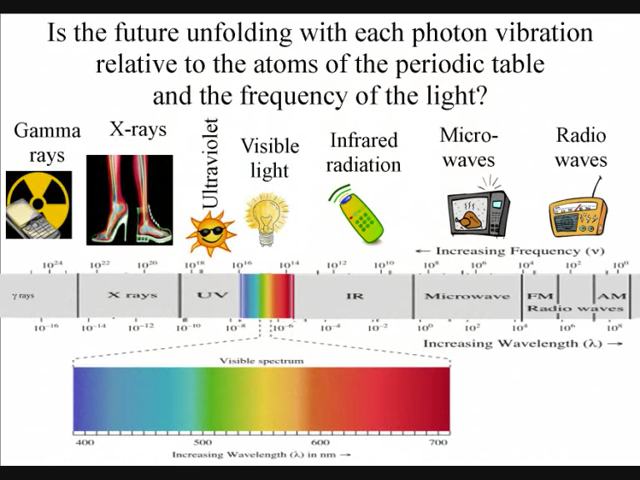 Is the future unfolding with each photon vibration
relative to the atoms of the periodic table
and the frequency of the light?
Gamma
rays
X-rays
Ultraviolet
Visible
light
Infrared
radiation
Micro-
waves
Radio
waves
← Increasing Frequency (ν)
10²⁴ 10²² 10²⁰ 10¹⁸ 10¹⁶ 10¹⁴ 10¹² 10¹⁰ 10⁸ 10⁶ 10⁴ 10² 10⁰
γ rays X rays UV IR Microwave FM AM
Radio waves
10⁻¹⁶ 10⁻¹⁴ 10⁻¹² 10⁻¹⁰ 10⁻⁸ 10⁻⁶ 10⁻⁴ 10⁻² 10⁰ 10² 10⁴ 10⁶ 10⁸
Increasing Wavelength (λ) →
Visible spectrum
400 500 600 700
Increasing Wavelength (λ) in nm →